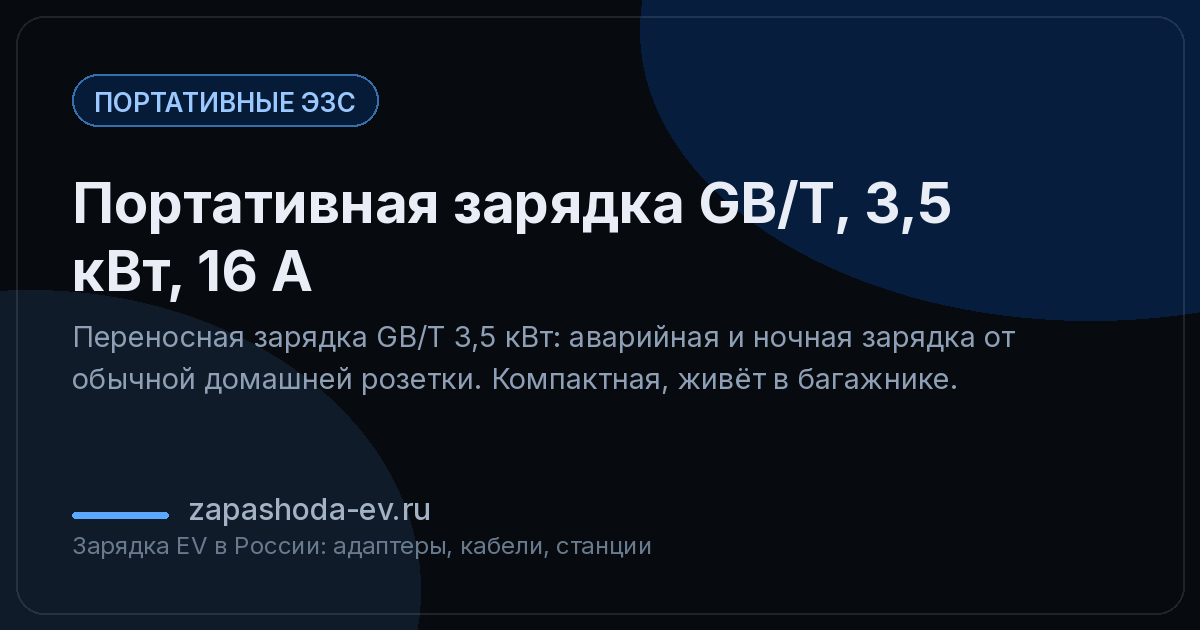 ПОРТАТИВНЫЕ ЭЗС
Портативная зарядка GB/T, 3,5
кВт, 16 А
Переносная зарядка GB/T 3,5 кВт: аварийная и ночная зарядка от
обычной домашней розетки. Компактная, живёт в багажнике.
zapashoda-ev.ru
Зарядка EV в России: адаптеры, кабели, станции